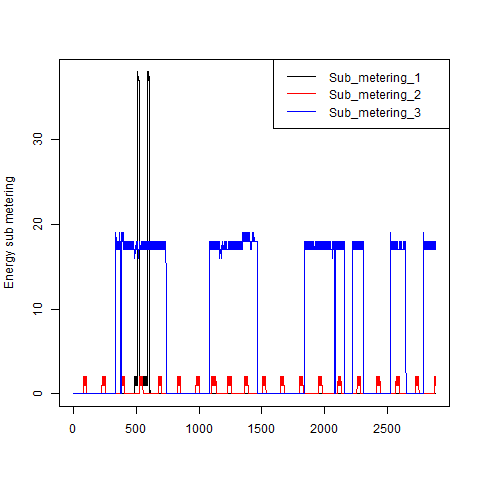 Sub_metering_1
Sub_metering_2
Sub_metering_3
Energy sub metering
30
20
10
0
0 500 1000 1500 2000 2500